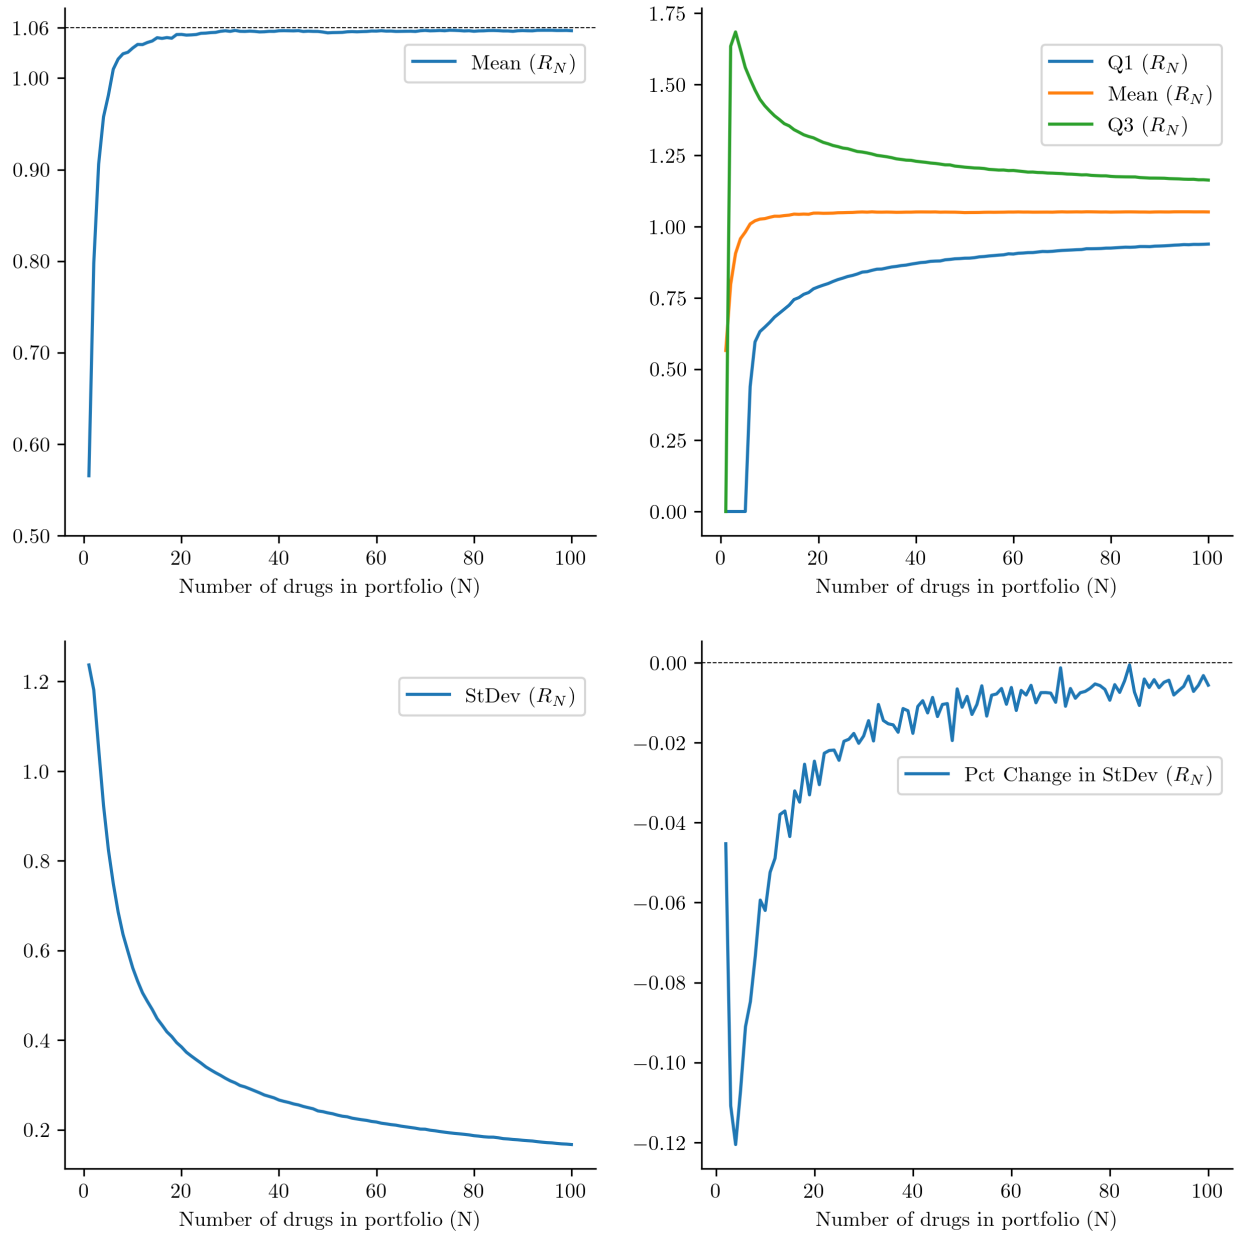 1.06
1.00
0.90
0.80
0.70
0.60
0.50
Mean (R_N)
0 20 40 60 80 100
Number of drugs in portfolio (N)
1.75
1.50
1.25
1.00
0.75
0.50
0.25
0.00
Q1 (R_N)
Mean (R_N)
Q3 (R_N)
0 20 40 60 80 100
Number of drugs in portfolio (N)
1.2
1.0
0.8
0.6
0.4
0.2
StDev (R_N)
0 20 40 60 80 100
Number of drugs in portfolio (N)
0.00
−0.02
−0.04
−0.06
−0.08
−0.10
−0.12
Pct Change in StDev (R_N)
0 20 40 60 80 100
Number of drugs in portfolio (N)